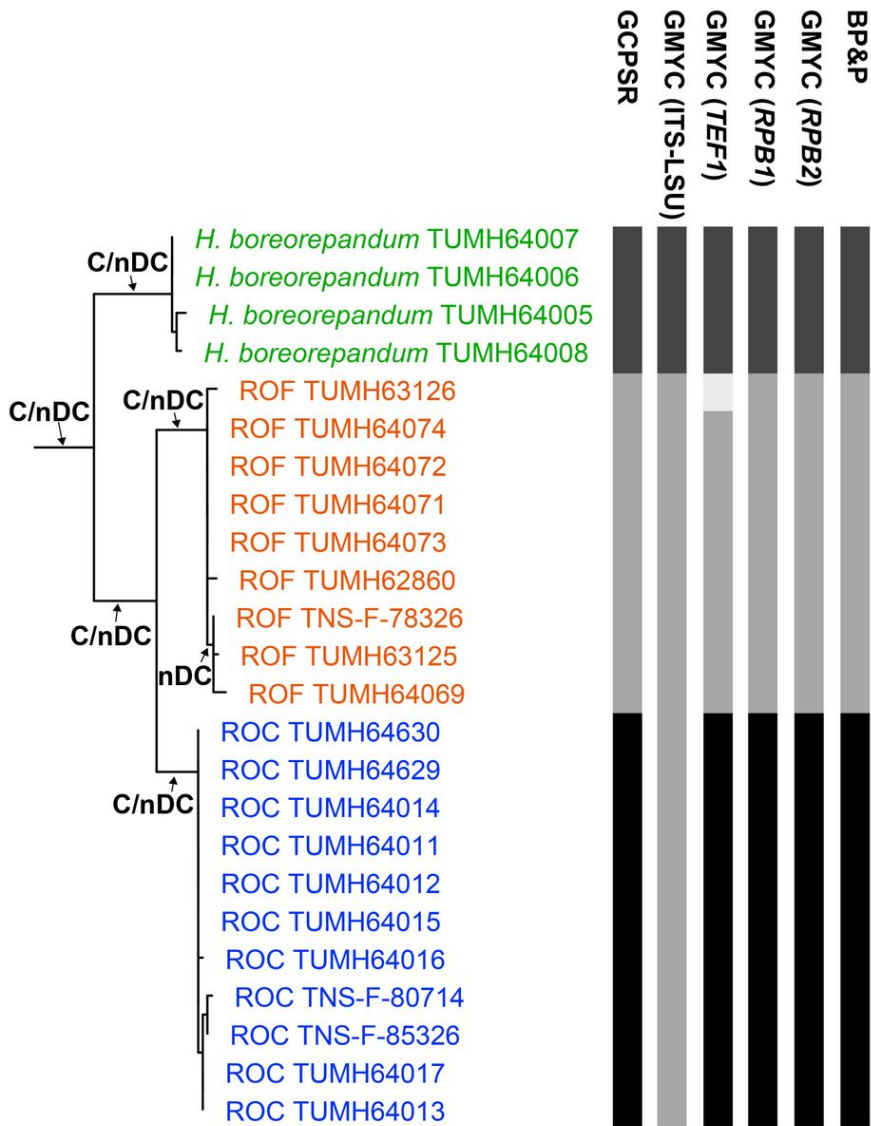 GCPSR
GMYC (ITS-LSU)
GMYC (TEF1)
GMYC (RPB1)
GMYC (RPB2)
BP&P
H. boreorepandum TUMH64007
C/nDC
H. boreorepandum TUMH64006
H. boreorepandum TUMH64005
H. boreorepandum TUMH64008
ROF TUMH63126
C/nDC
C/nDC
ROF TUMH64074
ROF TUMH64072
ROF TUMH64071
ROF TUMH64073
ROF TUMH62860
ROF TNS-F-78326
C/nDC
ROF TUMH63125
nDC
ROF TUMH64069
ROC TUMH64630
ROC TUMH64629
C/nDC
ROC TUMH64014
ROC TUMH64011
ROC TUMH64012
ROC TUMH64015
ROC TUMH64016
ROC TNS-F-80714
ROC TNS-F-85326
ROC TUMH64017
ROC TUMH64013